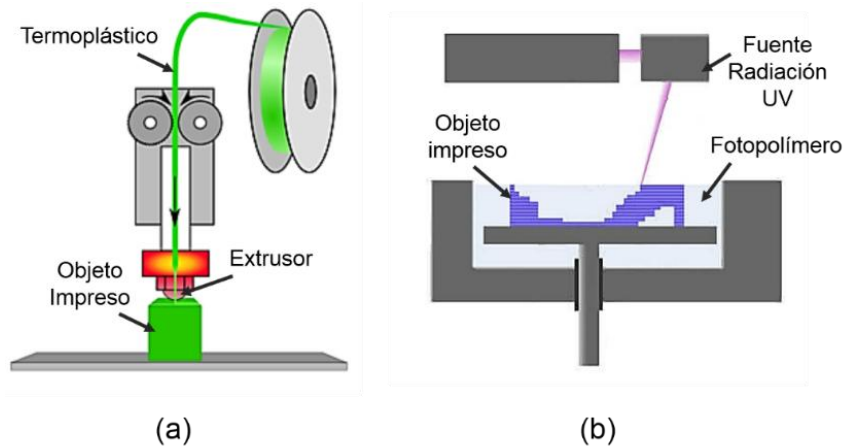 Termoplástico
Extrusor
Objeto
Impreso
(a)
Fuente
Radiación
UV
Objeto
impreso
Fotopolímero
(b)